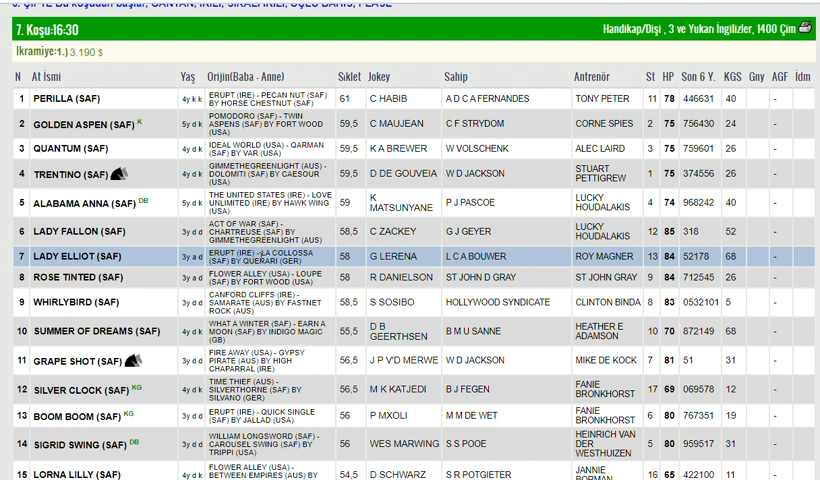 6. ÇİFTE Bu koşudan başlar, GANYAN, İKİLİ, SIRALI İKİLİ, ÜÇLÜ BAHİS, PLASE
7. Koşu:16:30 Handikap/Dişi , 3 ve Yukarı İngilizler, 1400 Çim
Ikramiye:1.) 3.190 $
N At İsmi Yaş Orijin(Baba - Anne) Sıklet Jokey Sahip Antrenör St HP Son 6 Y. KGS Gny AGF İdm
1 PERILLA (SAF) 4y k k ERUPT (IRE) - PECAN NUT (SAF) BY HORSE CHESTNUT (SAF) 61 C HABIB A D C A FERNANDES TONY PETER 11 78 446631 40 -
2 GOLDEN ASPEN (SAF) K 5y d k POMODORO (SAF) - TWIN ASPENS (SAF) BY FORT WOOD (USA) 59,5 C MAUJEAN C F STRYDOM CORNE SPIES 2 75 756430 24 -
3 QUANTUM (SAF) 4y d k IDEAL WORLD (USA) - QARMAN (SAF) BY VAR (USA) 59,5 K A BREWER W VOLSCHENK ALEC LAIRD 3 75 759601 26 -
4 TRENTINO (SAF) 4y d k GIMMETHEGREENLIGHT (AUS) - DOLOMITI (SAF) BY CAESOUR (USA) 59,5 D DE GOUVEIA W D JACKSON STUART PETTIGREW 1 75 374556 26 -
5 ALABAMA ANNA (SAF) DB 5y d k THE UNITED STATES (IRE) - LOVE UNLIMITED (IRE) BY HAWK WING (USA) 59 K MATSUNYANE P J PASCOE LUCKY HOUDALAKIS 4 74 968242 40 -
6 LADY FALLON (SAF) 3y d d ACT OF WAR (SAF) - CHARTREUSE (SAF) BY GIMMETHEGREENLIGHT (AUS) 58,5 C ZACKEY G J GEYER LUCKY HOUDALAKIS 12 85 318 52 -
7 LADY ELLIOT (SAF) 3y a d ERUPT (IRE) - LA COLLOSSA (SAF) BY QUERARI (GER) 58 G LERENA L C A BOUWER ROY MAGNER 13 84 52178 68 -
8 ROSE TINTED (SAF) 3y d d FLOWER ALLEY (USA) - LOUPE (SAF) BY FORT WOOD (USA) 58 R DANIELSON ST JOHN D GRAY ST JOHN GRAY 9 84 712545 26 -
9 WHIRLYBIRD (SAF) 3y d d CANFORD CLIFFS (IRE) - SAMARATE (AUS) BY FASTNET ROCK (AUS) 58,5 S SOSIBO HOLLYWOOD SYNDICATE CLINTON BINDA 8 83 0532101 5 -
10 SUMMER OF DREAMS (SAF) 4y d k WHAT A WINTER (SAF) - EARN A MOON (SAF) BY INDIGO MAGIC (GB) 55,5 D B GEERTHSEN B M U SANNE HEATHER E ADAMSON 10 70 872149 68 -
11 GRAPE SHOT (SAF) 3y d d FIRE AWAY (USA) - GYPSY PIRATE (AUS) BY HIGH CHAPARRAL (IRE) 56,5 J P V'D MERWE W D JACKSON MIKE DE KOCK 7 81 51 31 -
12 SILVER CLOCK (SAF) KG 4y d k TIME THIEF (AUS) - SILVERTHORNE (SAF) BY SILVANO (GER) 56,5 M K KATJEDI B J FEGEN FANIE BRONKHORST 17 69 069578 12 -
13 BOOM BOOM (SAF) KG 3y d d ERUPT (IRE) - QUICK SINGLE (SAF) BY JALLAD (USA) 56 P MXOLI M M DE WET FANIE BRONKHORST 6 80 767351 19 -
14 SIGRID SWING (SAF) DB 3y d d WILLIAM LONGSWORD (SAF) - CAROUSEL SWING (SAF) BY TRIPPI (USA) 56 WES MARWING S S POOE HEINRICH VAN DER WESTHUIZEN 5 80 959517 31 -
15 LORNA LILLY (SAF) 4y d k FLOWER ALLEY (USA) - BETWEEN EMPIRES (AUS) BY 54,5 D SCHWARZ S R POTGIETER JANNIE BORMAN 16 65 422100 11 -